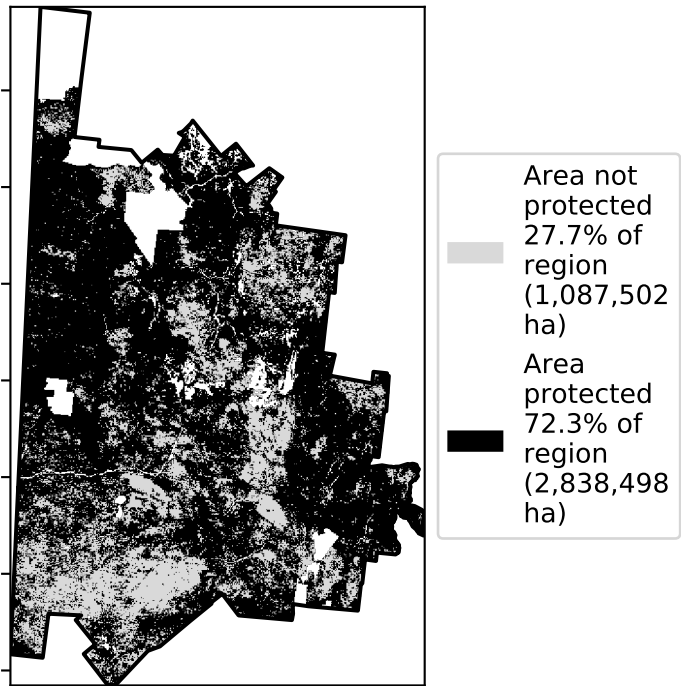 Area not
protected
27.7% of
region
(1,087,502
ha)
Area
protected
72.3% of
region
(2,838,498
ha)